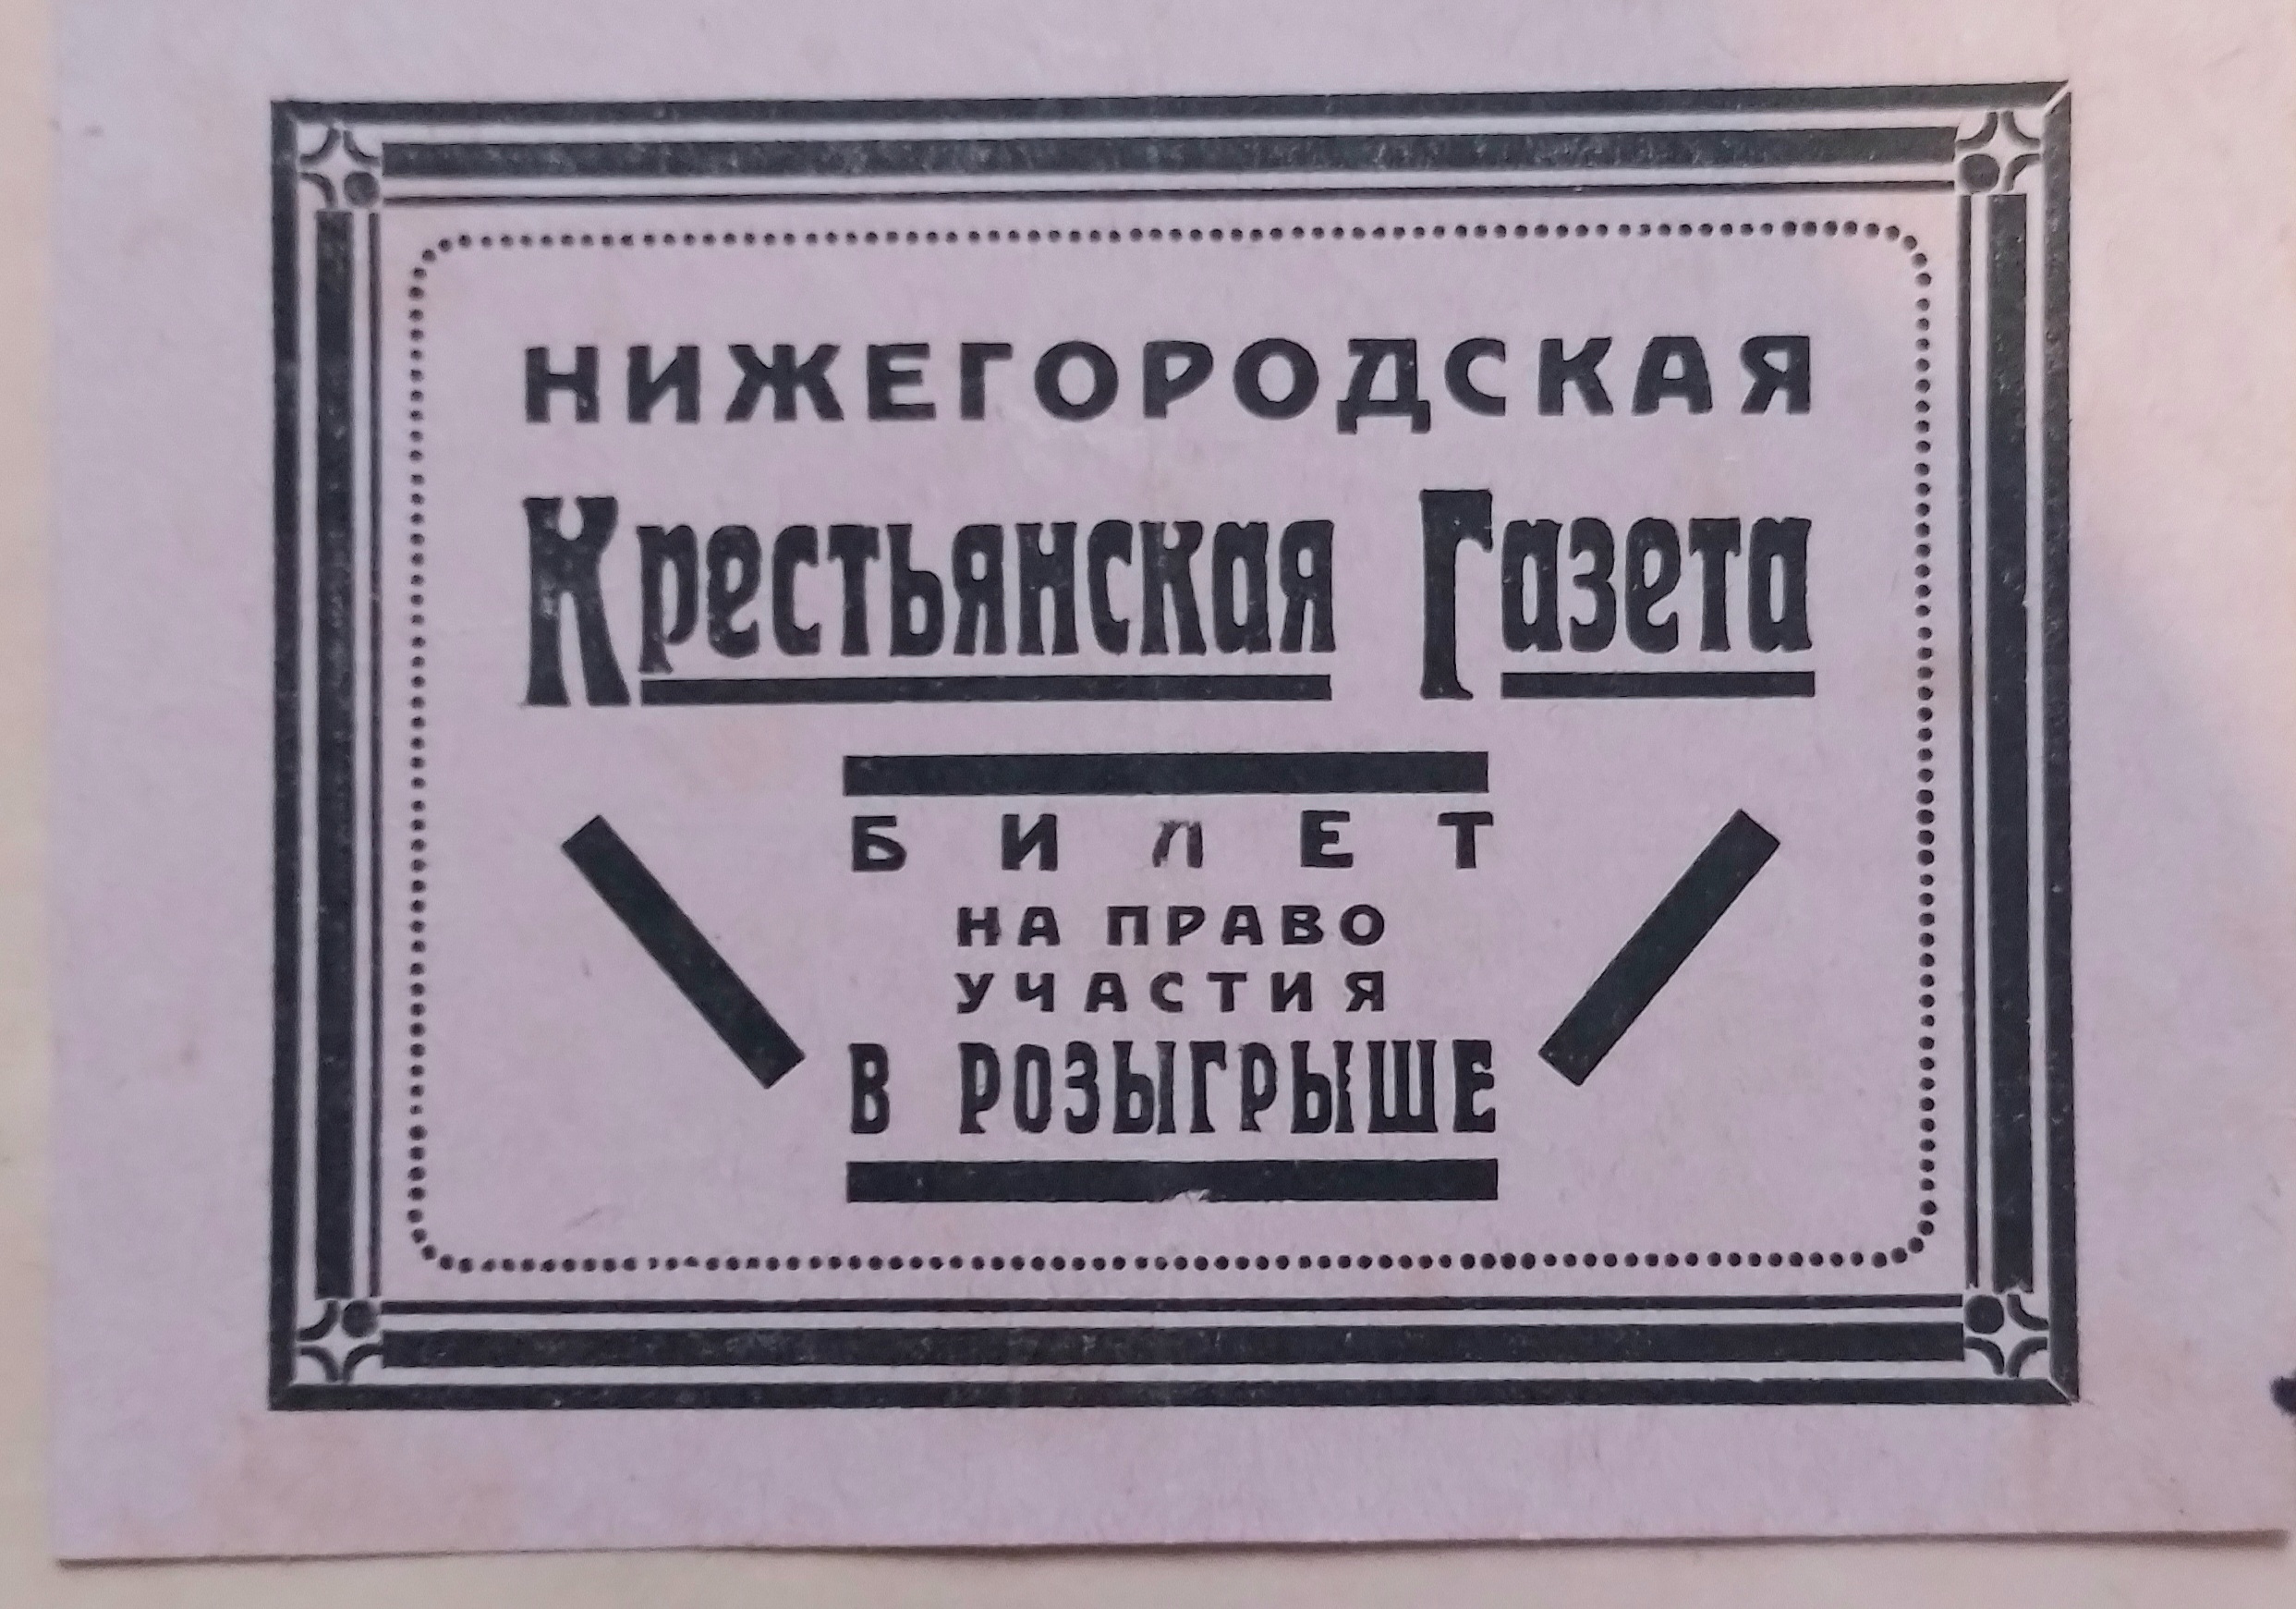 НИЖЕГОРОДСКАЯ
Крестьянская Газета
БИЛЕТ
НА ПРАВО
УЧАСТИЯ
В РОЗЫГРЫШЕ